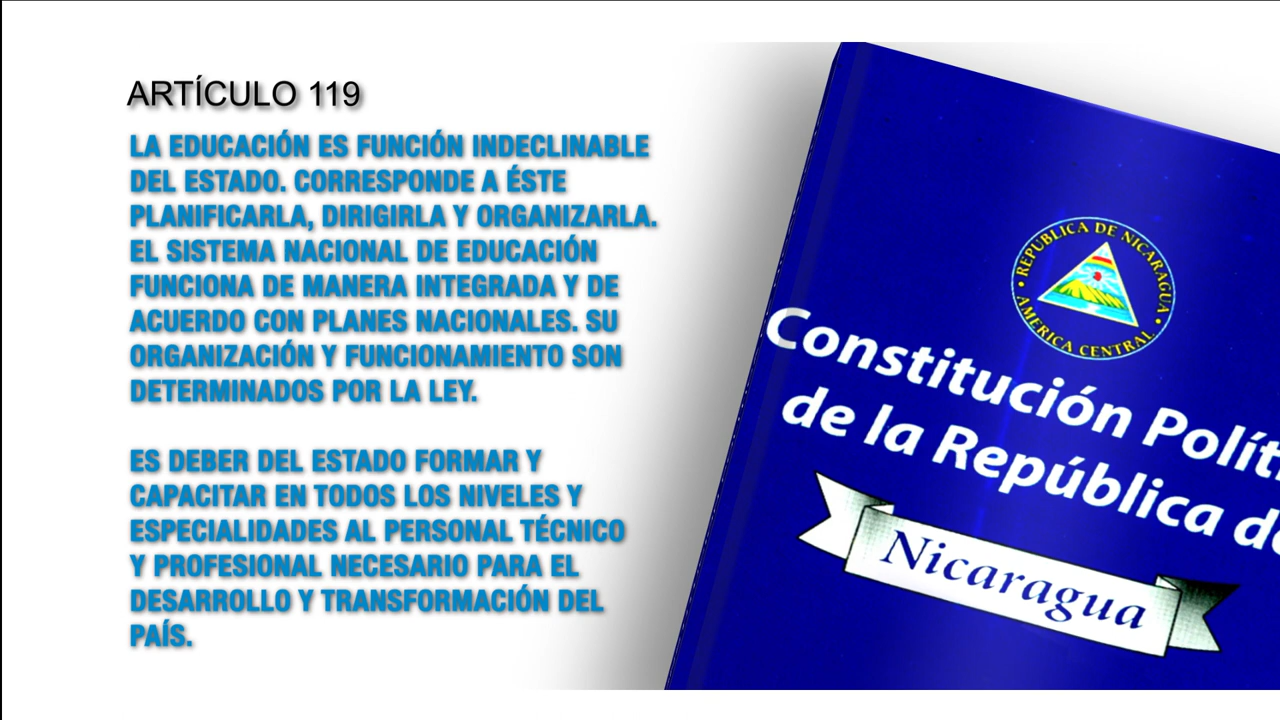 ARTÍCULO 119
LA EDUCACIÓN ES FUNCIÓN INDECLINABLE
DEL ESTADO. CORRESPONDE A ÉSTE
PLANIFICARLA, DIRIGIRLA Y ORGANIZARLA.
EL SISTEMA NACIONAL DE EDUCACIÓN
FUNCIONA DE MANERA INTEGRADA Y DE
ACUERDO CON PLANES NACIONALES. SU
ORGANIZACIÓN Y FUNCIONAMIENTO SON
DETERMINADOS POR LA LEY.
ES DEBER DEL ESTADO FORMAR Y
CAPACITAR EN TODOS LOS NIVELES Y
ESPECIALIDADES AL PERSONAL TÉCNICO
Y PROFESIONAL NECESARIO PARA EL
DESARROLLO Y TRANSFORMACIÓN DEL
PAÍS.
REPUBLICA DE NICARAGUA
AMERICA CENTRAL
Constitución Políti
de la República de
Nicaragua